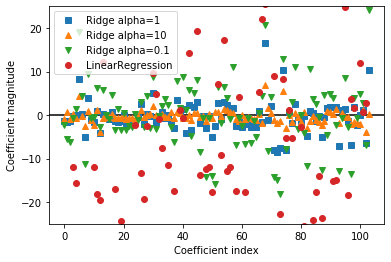 Ridge alpha=1
Ridge alpha=10
Ridge alpha=0.1
LinearRegression
Coefficient magnitude
20
10
0
−10
−20
0 20 40 60 80 100
Coefficient index